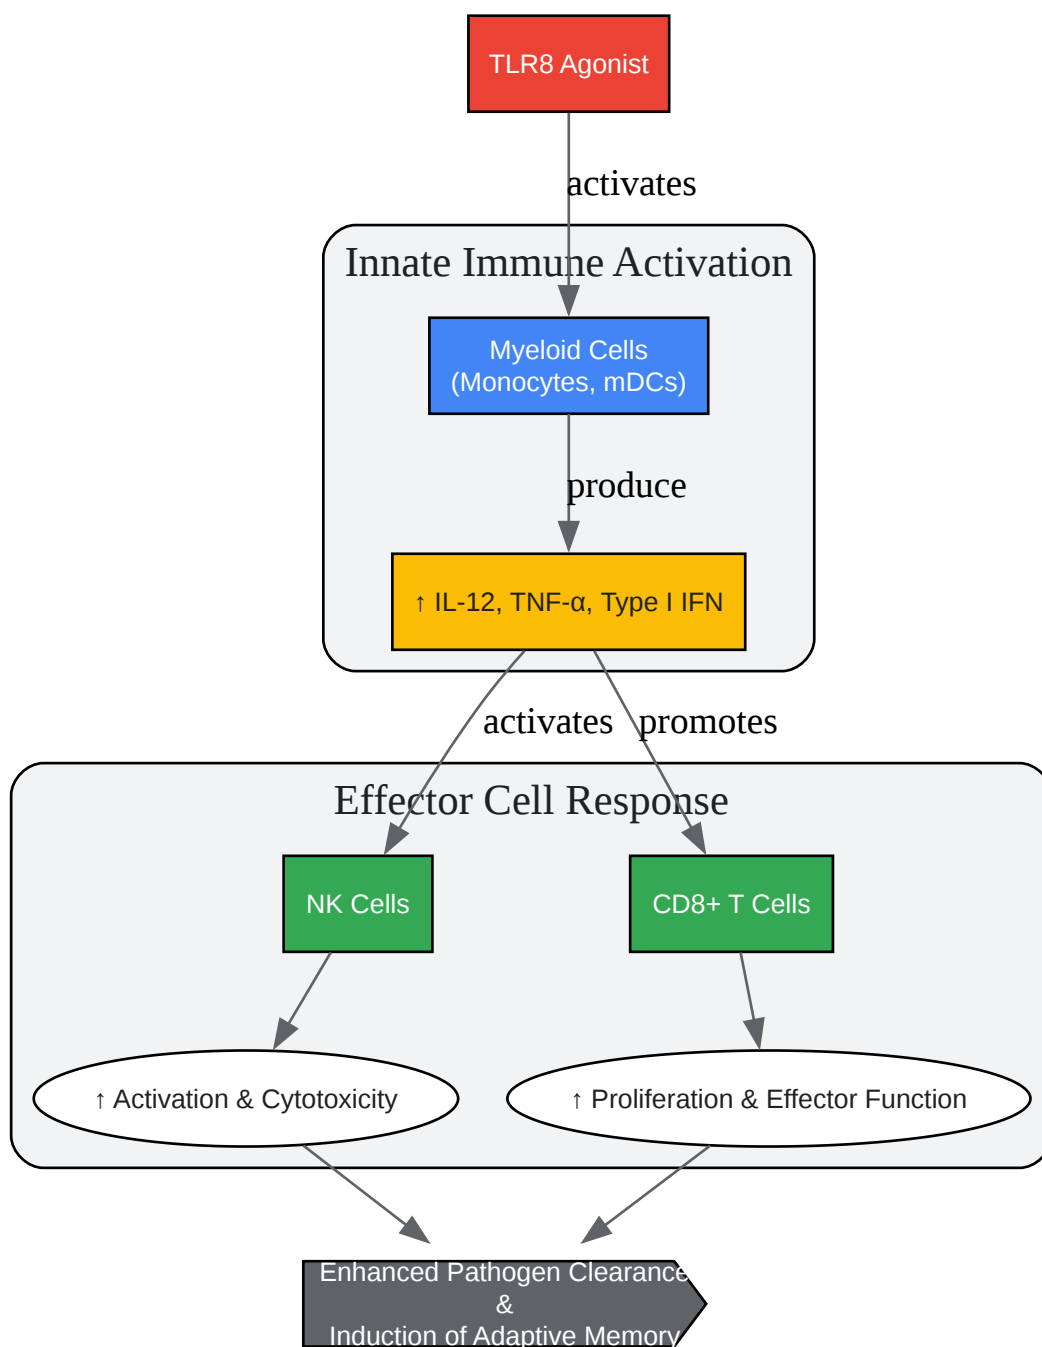 TLR8 Agonist
activates
Innate Immune Activation
Myeloid Cells
(Monocytes, mDCs)
produce
↑ IL-12, TNF-α, Type I IFN
activates
promotes
Effector Cell Response
NK Cells
CD8+ T Cells
↑ Activation & Cytotoxicity
↑ Proliferation & Effector Function
Enhanced Pathogen Clearance
&
Induction of Adaptive Memory